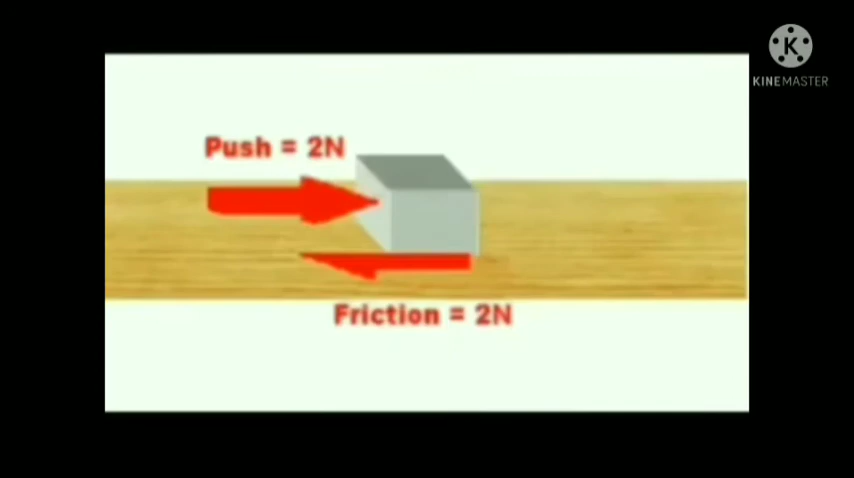 K
KINEMASTER
Push = 2N
Friction = 2N